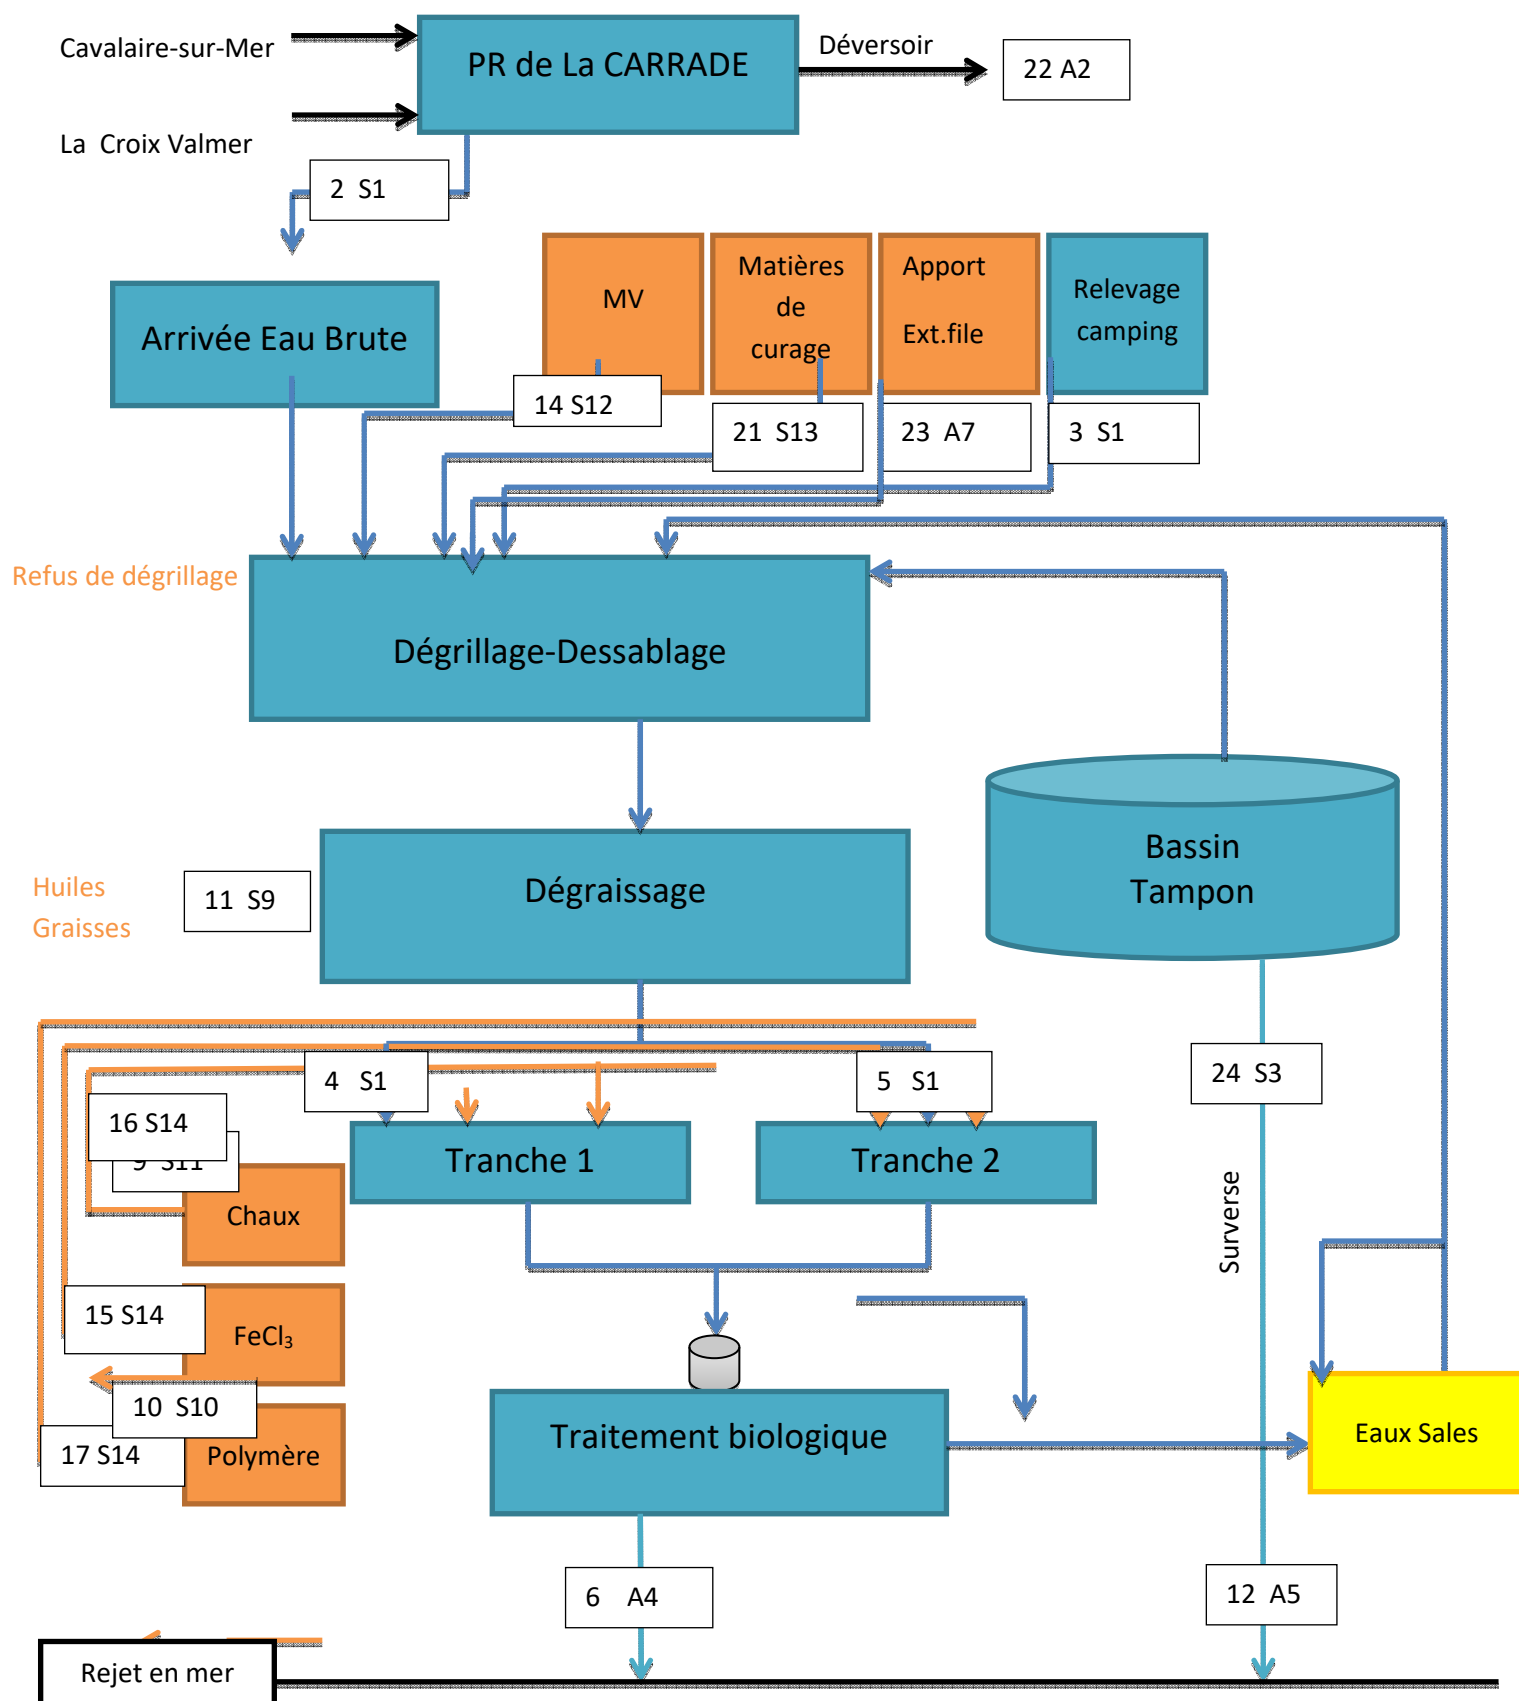 Cavalaire-sur-Mer
PR de La CARRADE
Déversoir
22 A2
La Croix Valmer
2 S1
MV
Matières
de
curage
Apport
Ext.file
Relevage
camping
Arrivée Eau Brute
14 S12
21 S13
23 A7
3 S1
Refus de dégrillage
Dégrillage-Dessablage
Bassin
Tampon
Huiles
Graisses
11 S9
Dégraissage
4 S1
5 S1
24 S3
16 S14
9 S11
Tranche 1
Tranche 2
Chaux
Surverse
15 S14
FeCl₃
10 S10
17 S14
Polymère
Traitement biologique
Eaux Sales
6 A4
12 A5
Rejet en mer